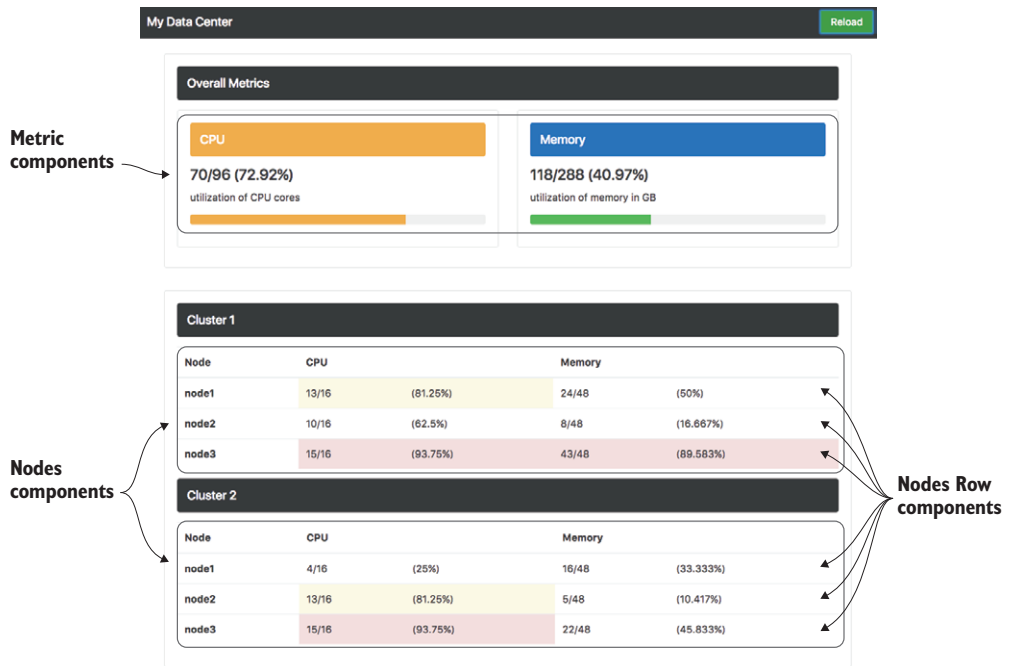 My Data Center Reload
Overall Metrics
Metric
components
CPU Memory
70/96 (72.92%) 118/288 (40.97%)
utilization of CPU cores utilization of memory in GB
Cluster 1
Node CPU Memory
node1 13/16 (81.25%) 24/48 (50%)
node2 10/16 (62.5%) 8/48 (16.667%)
node3 15/16 (93.75%) 43/48 (89.583%)
Nodes
components
Nodes Row
components
Cluster 2
Node CPU Memory
node1 4/16 (25%) 16/48 (33.333%)
node2 13/16 (81.25%) 5/48 (10.417%)
node3 15/16 (93.75%) 22/48 (45.833%)